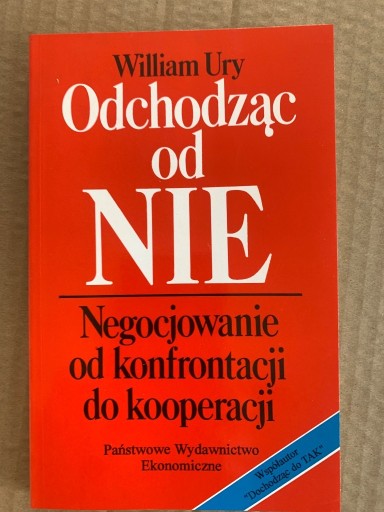 William Ury
Odchodząc
od
NIE
Negocjowanie
od konfrontacji
do kooperacji
Państwowe Wydawnictwo
Ekonomiczne
Współautor
"Dochodząc do TAK"